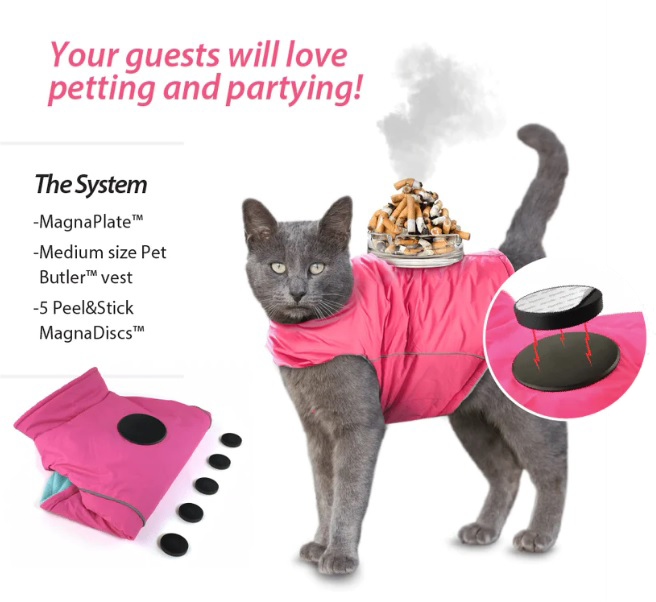 Your guests will love
petting and partying!
The System
-MagnaPlate™
-Medium size Pet
Butler™ vest
-5 Peel&Stick
MagnaDiscs™